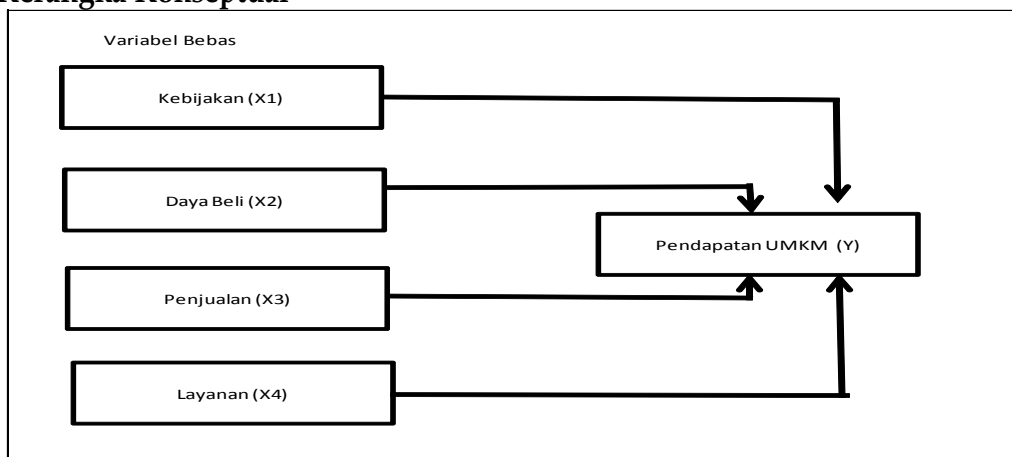 Kerangka Konseptual
Variabel Bebas
Kebijakan (X1)
Daya Beli (X2)
Pendapatan UMKM (Y)
Penjualan (X3)
Layanan (X4)